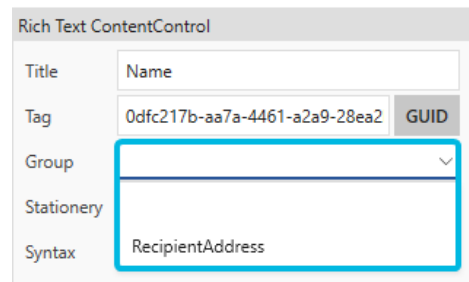 Rich Text ContentControl
Title Name
Tag 0dfc217b-aa7a-4461-a2a9-28ea2 GUID
Group
Stationery
RecipientAddress
Syntax